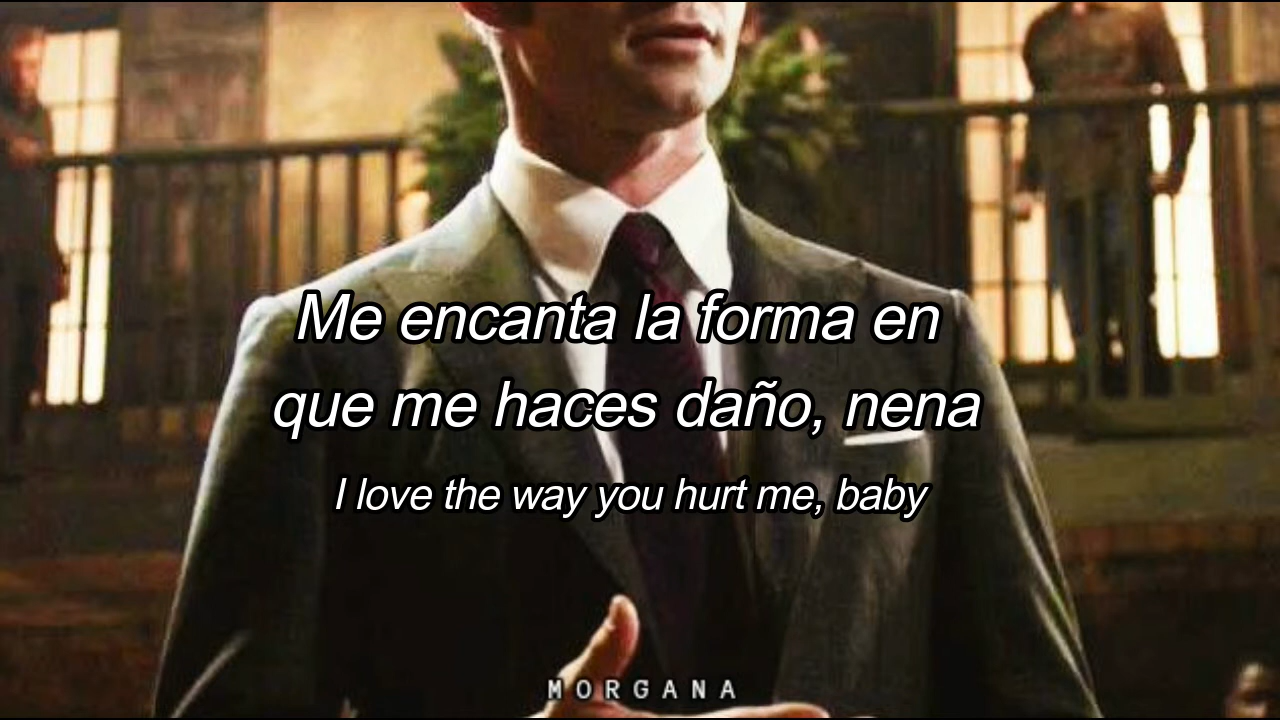 Me encanta la forma en
que me haces daño, nena
I love the way you hurt me, baby
MORGANA